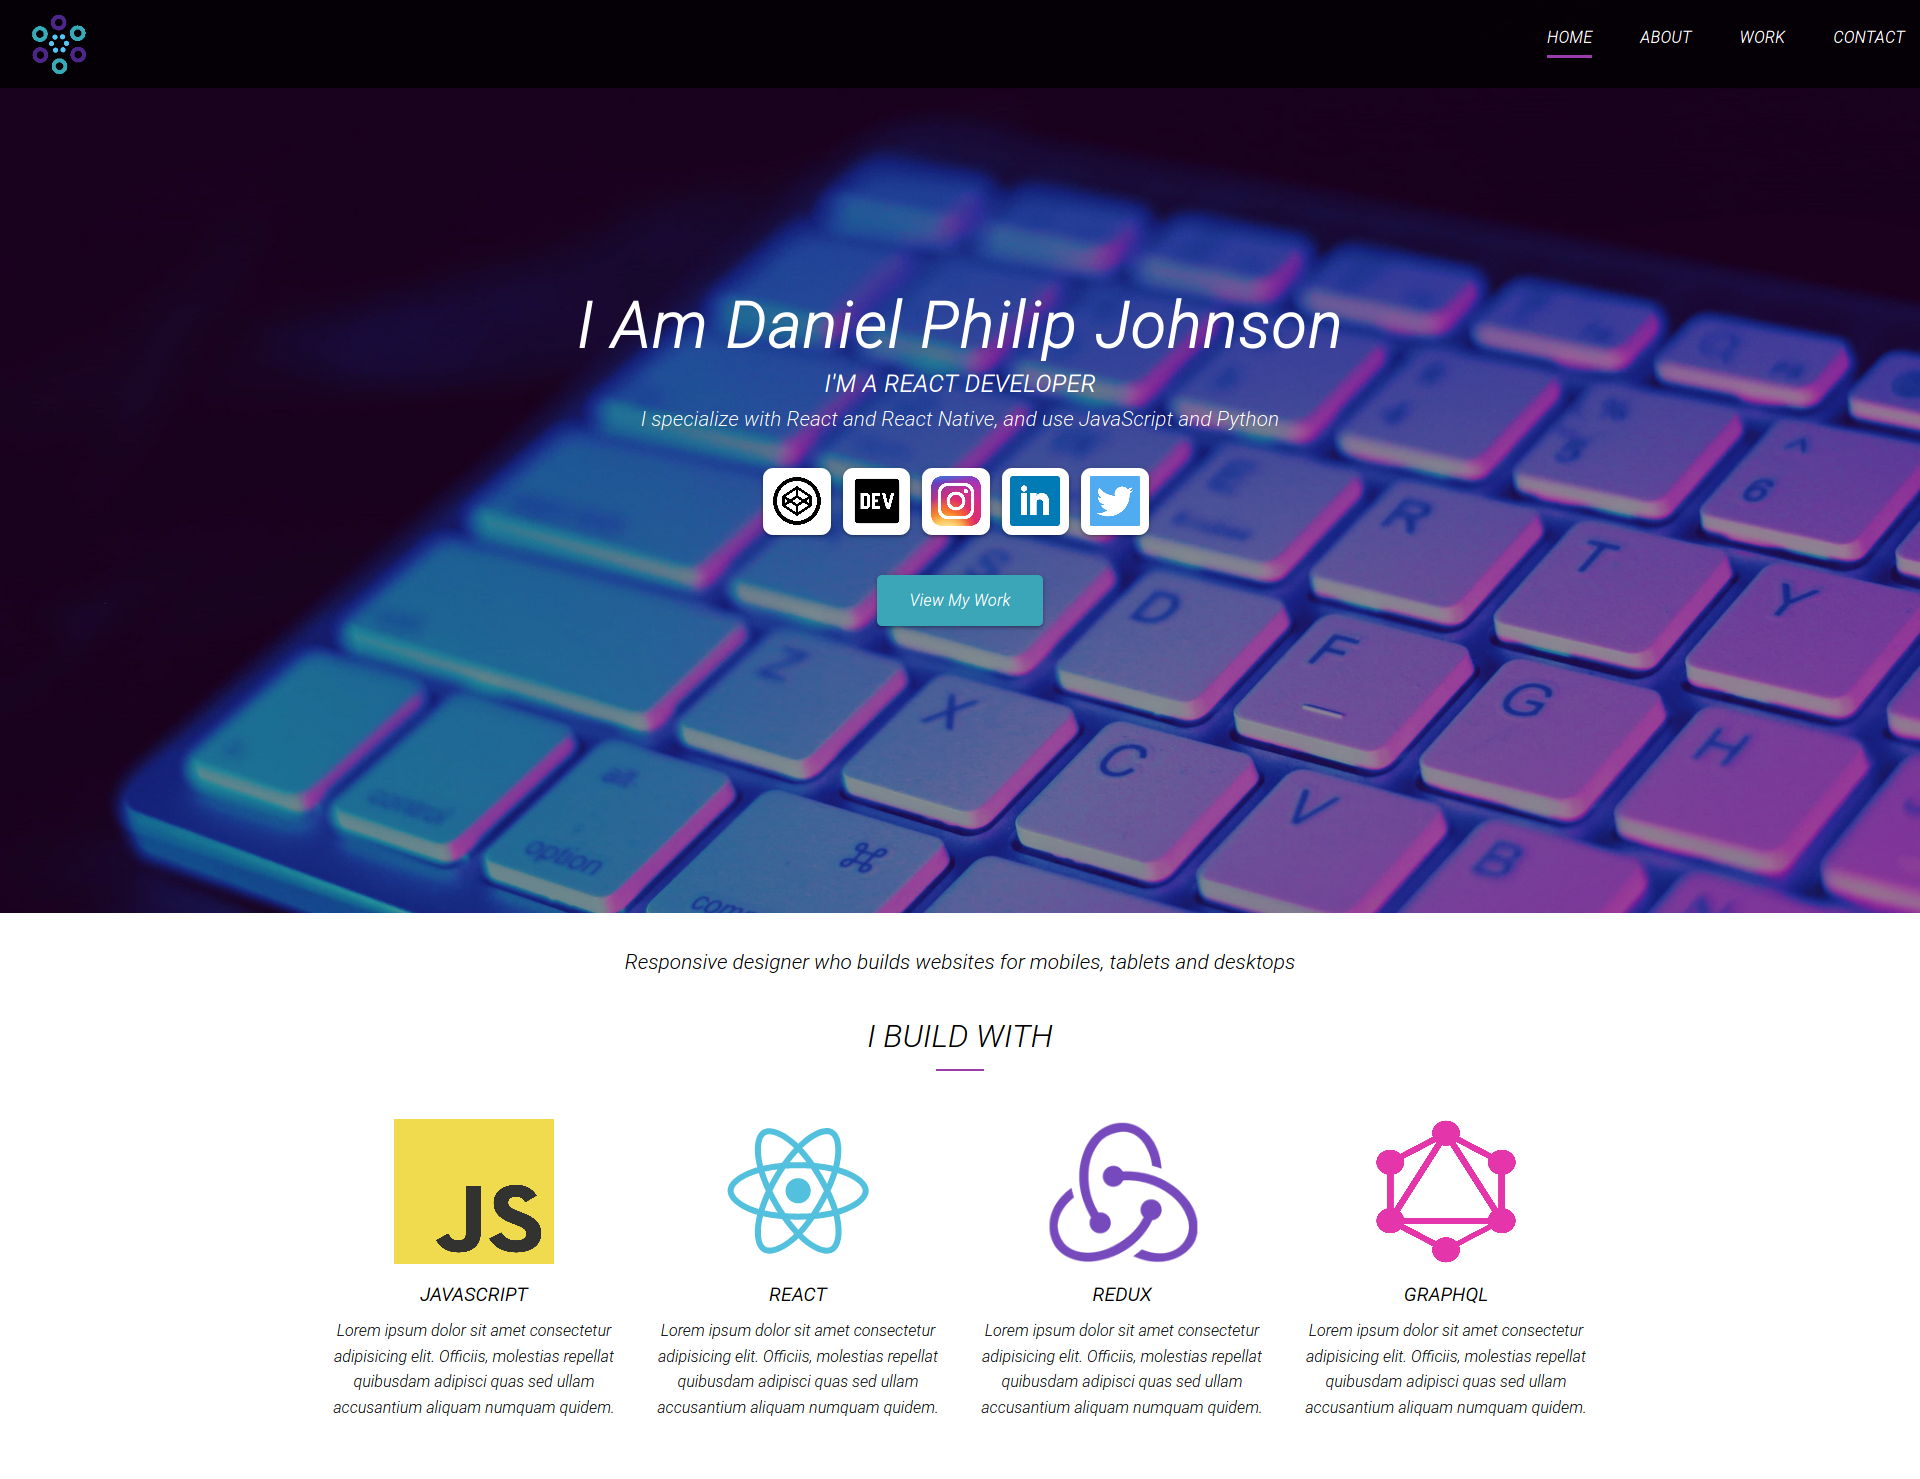 HOME ABOUT WORK CONTACT
I Am Daniel Philip Johnson
I'M A REACT DEVELOPER
I specialize with React and React Native, and use JavaScript and Python
DEV in
View My Work
^
6
5
E R T Y
S D F G H
Z X C V B N
control alt option ⌘
Responsive designer who builds websites for mobiles, tablets and desktops
I BUILD WITH
JS
JAVASCRIPT
Lorem ipsum dolor sit amet consectetur
adipisicing elit. Officiis, molestias repellat
quibusdam adipisci quas sed ullam
accusantium aliquam numquam quidem.
REACT
Lorem ipsum dolor sit amet consectetur
adipisicing elit. Officiis, molestias repellat
quibusdam adipisci quas sed ullam
accusantium aliquam numquam quidem.
REDUX
Lorem ipsum dolor sit amet consectetur
adipisicing elit. Officiis, molestias repellat
quibusdam adipisci quas sed ullam
accusantium aliquam numquam quidem.
GRAPHQL
Lorem ipsum dolor sit amet consectetur
adipisicing elit. Officiis, molestias repellat
quibusdam adipisci quas sed ullam
accusantium aliquam numquam quidem.